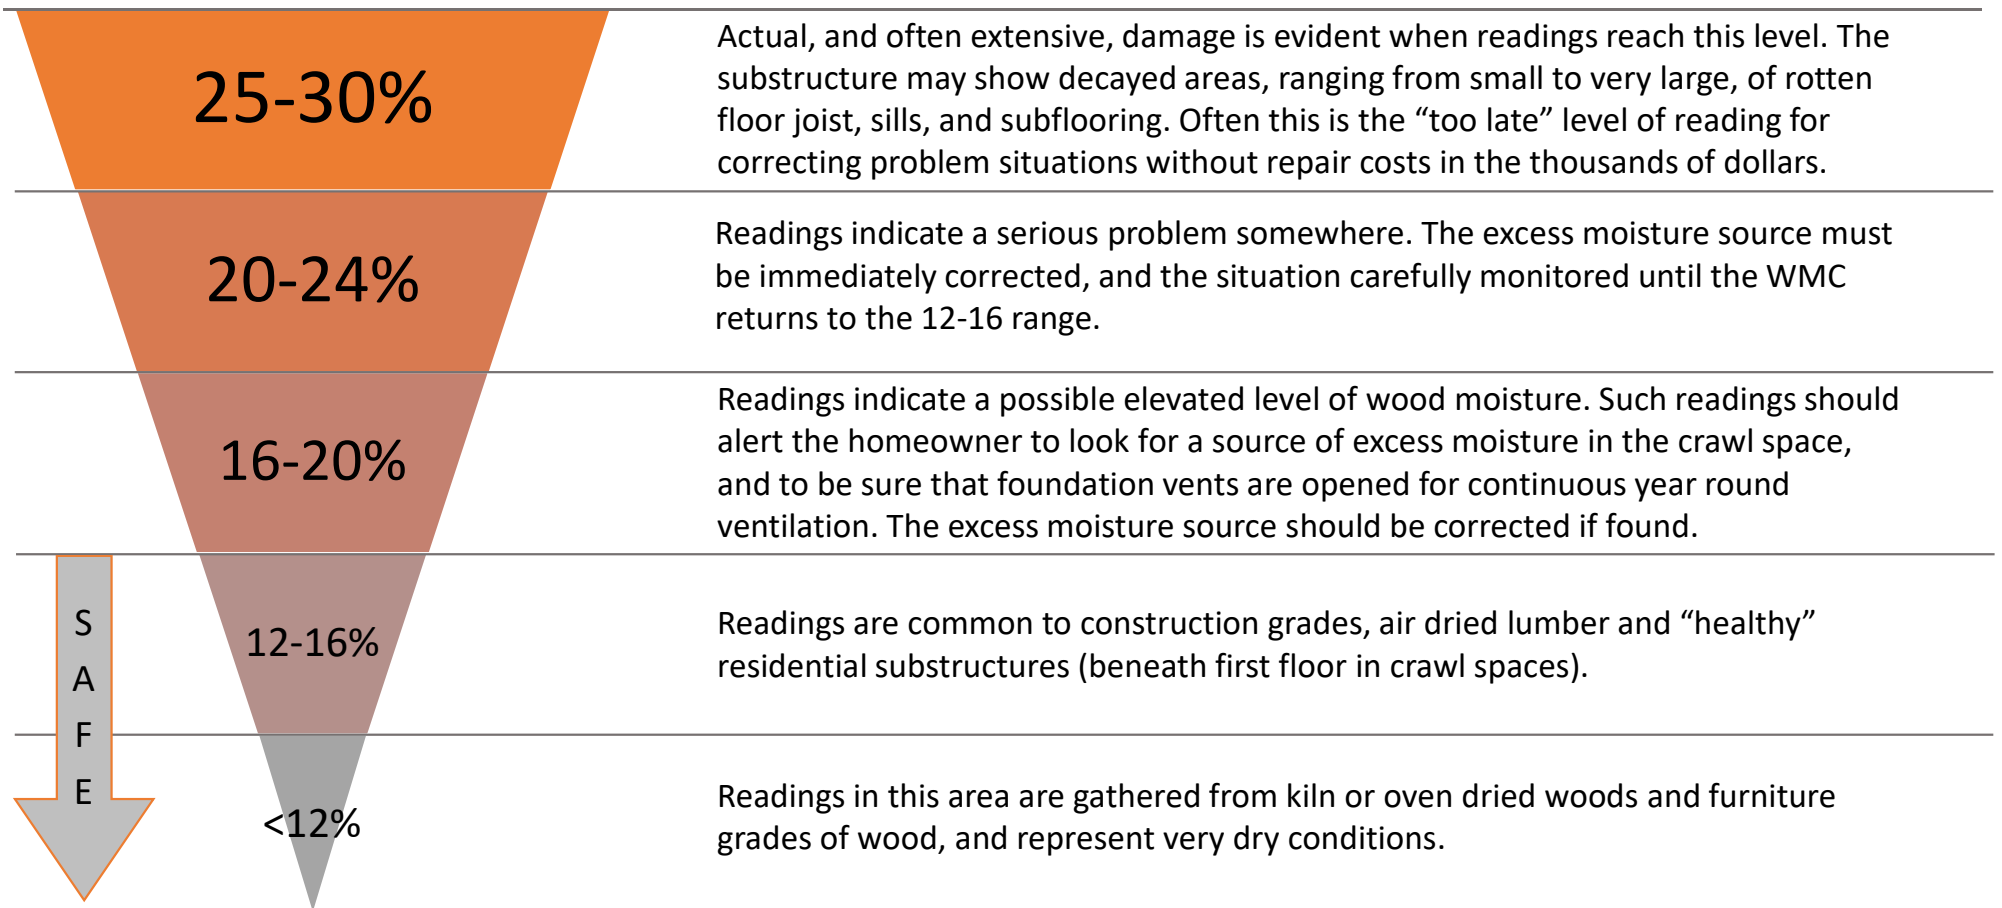 25-30%
Actual, and often extensive, damage is evident when readings reach this level. The
substructure may show decayed areas, ranging from small to very large, of rotten
floor joist, sills, and subflooring. Often this is the “too late” level of reading for
correcting problem situations without repair costs in the thousands of dollars.
20-24%
Readings indicate a serious problem somewhere. The excess moisture source must
be immediately corrected, and the situation carefully monitored until the WMC
returns to the 12-16 range.
16-20%
Readings indicate a possible elevated level of wood moisture. Such readings should
alert the homeowner to look for a source of excess moisture in the crawl space,
and to be sure that foundation vents are opened for continuous year round
ventilation. The excess moisture source should be corrected if found.
S
A
F
E
12-16%
Readings are common to construction grades, air dried lumber and “healthy”
residential substructures (beneath first floor in crawl spaces).
<12%
Readings in this area are gathered from kiln or oven dried woods and furniture
grades of wood, and represent very dry conditions.